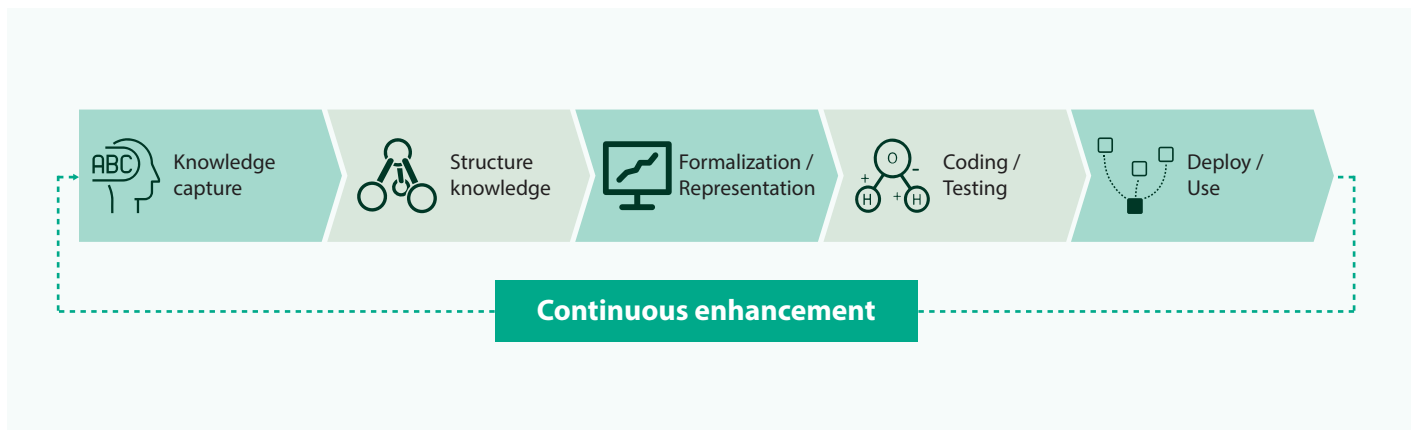 ABC
Knowledge
capture
Structure
knowledge
Formalization /
Representation
O
+
-
H
+
H
Coding /
Testing
Deploy /
Use
Continuous enhancement